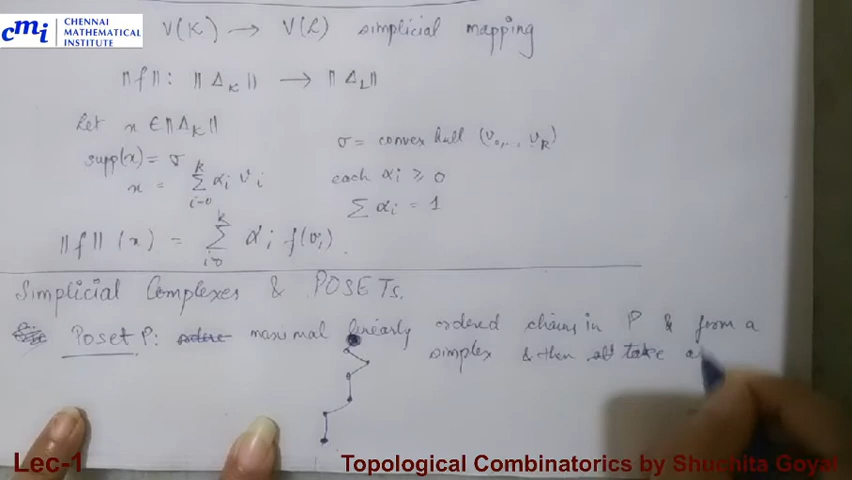 cmi CHENNAI MATHEMATICAL INSTITUTE
V(K) → V(L) simplicial mapping
||f||: ||Δ_K|| → ||Δ_L||
Let x ∈ ||Δ_K||
supp(x) = σ σ = convex hull (v_0,.., v_k)
x = ∑_{i=0}^{k} α_i v_i each α_i ≥ 0
∑ α_i = 1
||f||(x) = ∑_{i=0}^{k} α_i f(v_i).
Simplicial Complexes & POSETs.
Poset P: maximal linearly ordered chains in P & form a
simplex & then take a
Lec-1 Topological Combinatorics by Shuchita Goyal